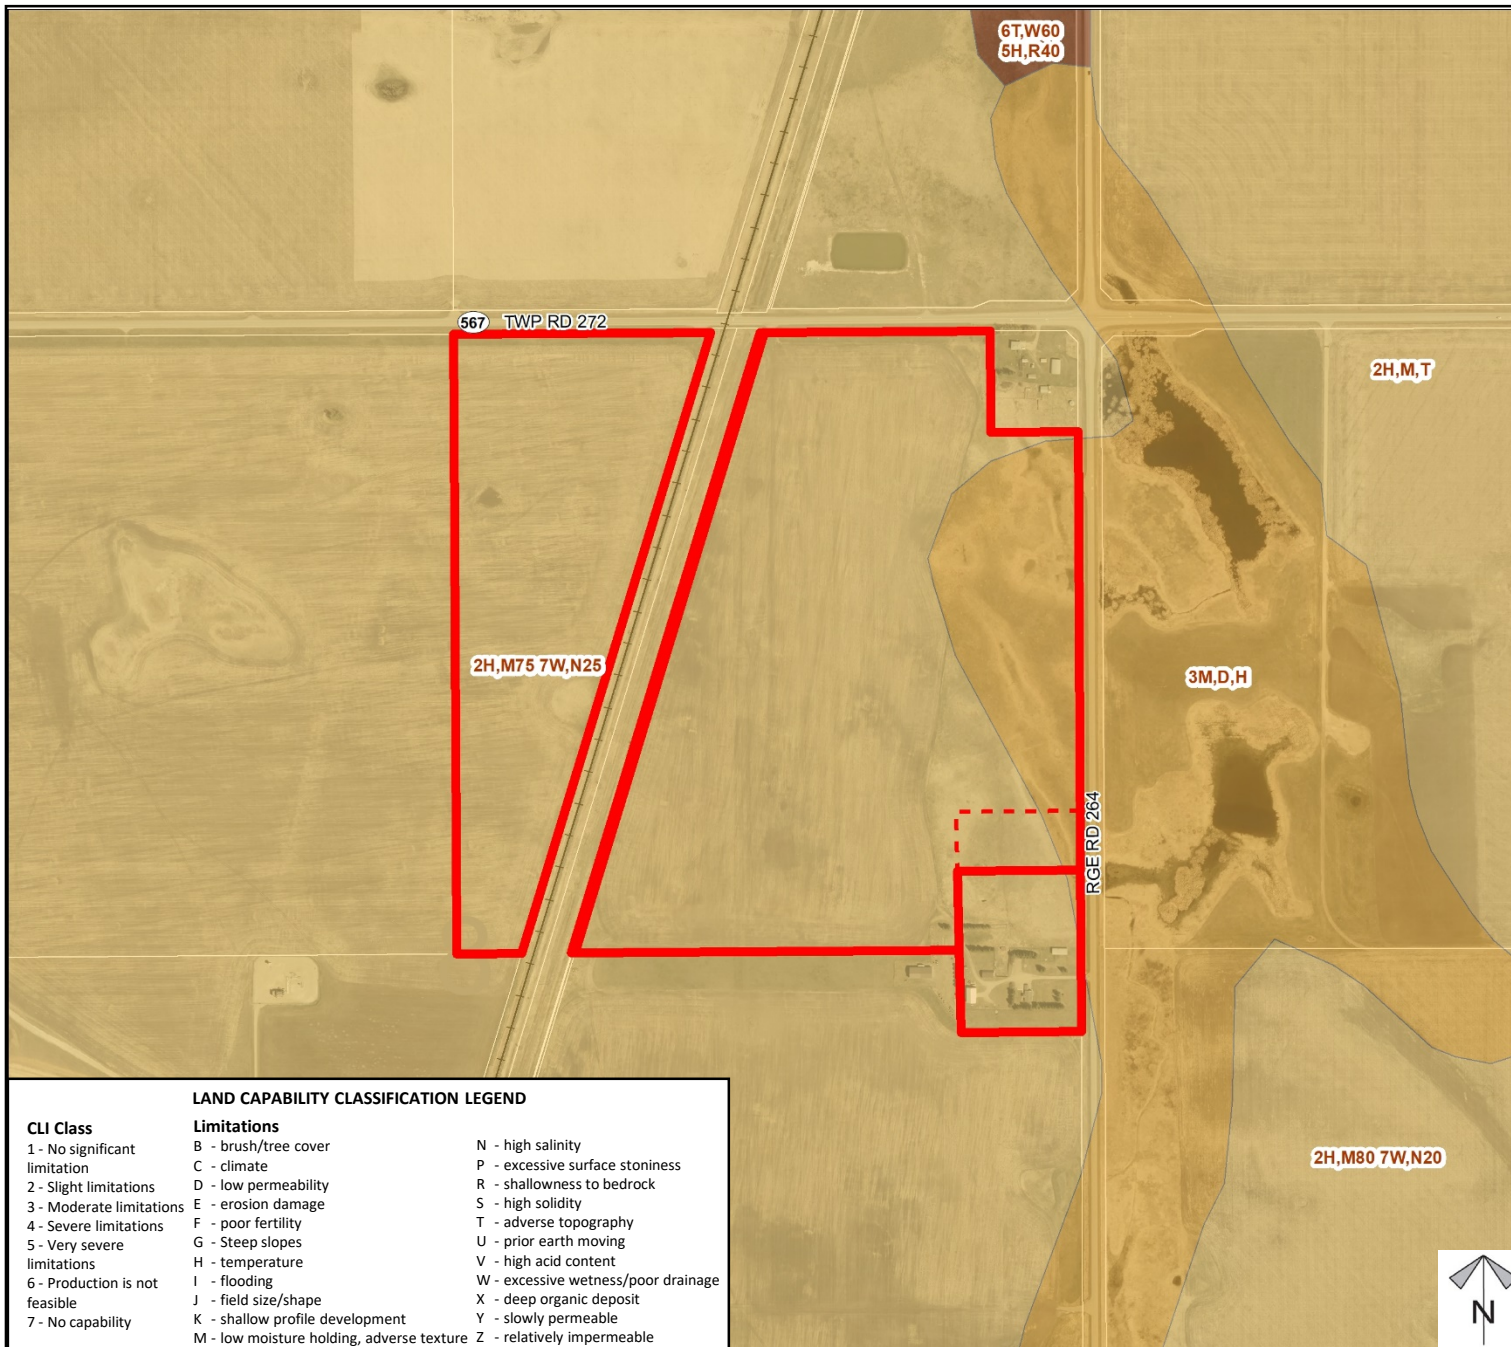 6T,W60
5H,R40
567 TWP RD 272
2H,M,T
2H,M75 7W,N25
3M,D,H
RGE RD 264
2H,M80 7W,N20
LAND CAPABILITY CLASSIFICATION LEGEND
CLI Class
1 - No significant
limitation
2 - Slight limitations
3 - Moderate limitations
4 - Severe limitations
5 - Very severe
limitations
6 - Production is not
feasible
7 - No capability
Limitations
B - brush/tree cover
C - climate
D - low permeability
E - erosion damage
F - poor fertility
G - Steep slopes
H - temperature
I - flooding
J - field size/shape
K - shallow profile development
M - low moisture holding, adverse texture
N - high salinity
P - excessive surface stoniness
R - shallowness to bedrock
S - high solidity
T - adverse topography
U - prior earth moving
V - high acid content
W - excessive wetness/poor drainage
X - deep organic deposit
Y - slowly permeable
Z - relatively impermeable
N